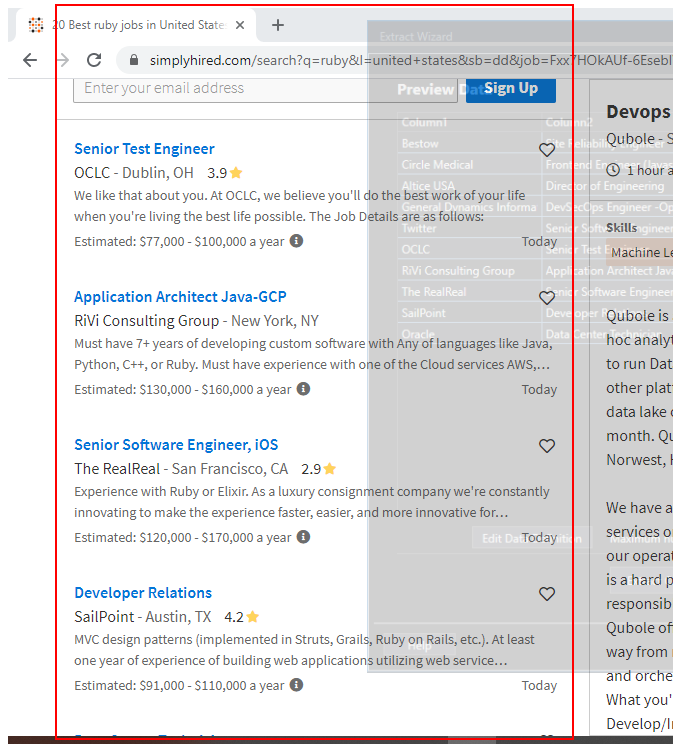 20 Best ruby jobs in United State
simplyhired.com/search?q=ruby&l=united+states&sb=dd&job=Fxx7HOkAUf-6Esebl
Extract Wizard
Enter your email address
Sign Up
Preview Dat
Column1 Column2
Bestow Site Reliability Engineer
Circle Medical Frontend Engineer (Javas
Altice USA Director of Engineering
General Dynamics Informa DevSecOps Engineer -Op
Twitter Senior Software Engineer
OCLC Senior Test Engineer
RiVi Consulting Group Application Architect Java
The RealReal Senior Software Engineer
SailPoint Developer
Oracle Data Center Technician
Edit Data Definition
Maximum
Help
Senior Test Engineer
OCLC - Dublin, OH 3.9
We like that about you. At OCLC, we believe you'll do the best work of your life
when you're living the best life possible. The Job Details are as follows:
Estimated: $77,000 - $100,000 a year Today
Application Architect Java-GCP
RiVi Consulting Group - New York, NY
Must have 7+ years of developing custom software with Any of languages like Java,
Python, C++, or Ruby. Must have experience with one of the Cloud services AWS,…
Estimated: $130,000 - $160,000 a year Today
Senior Software Engineer, iOS
The RealReal - San Francisco, CA 2.9
Experience with Ruby or Elixir. As a luxury consignment company we're constantly
innovating to make the experience faster, easier, and more innovative for…
Estimated: $120,000 - $170,000 a year Today
Developer Relations
SailPoint - Austin, TX 4.2
MVC design patterns (implemented in Struts, Grails, Ruby on Rails, etc.). At least
one year of experience of building web applications utilizing web service…
Estimated: $91,000 - $110,000 a year Today
Devops
Qubole - S
1 hour a
Skills
Machine Le
Qubole is
hoc analyt
to run Dat
other platf
data lake o
month. Qu
Norwest, H
We have a
services o
our operat
is a hard p
responsib
Qubole off
way from
and orche
What you'
Develop/I